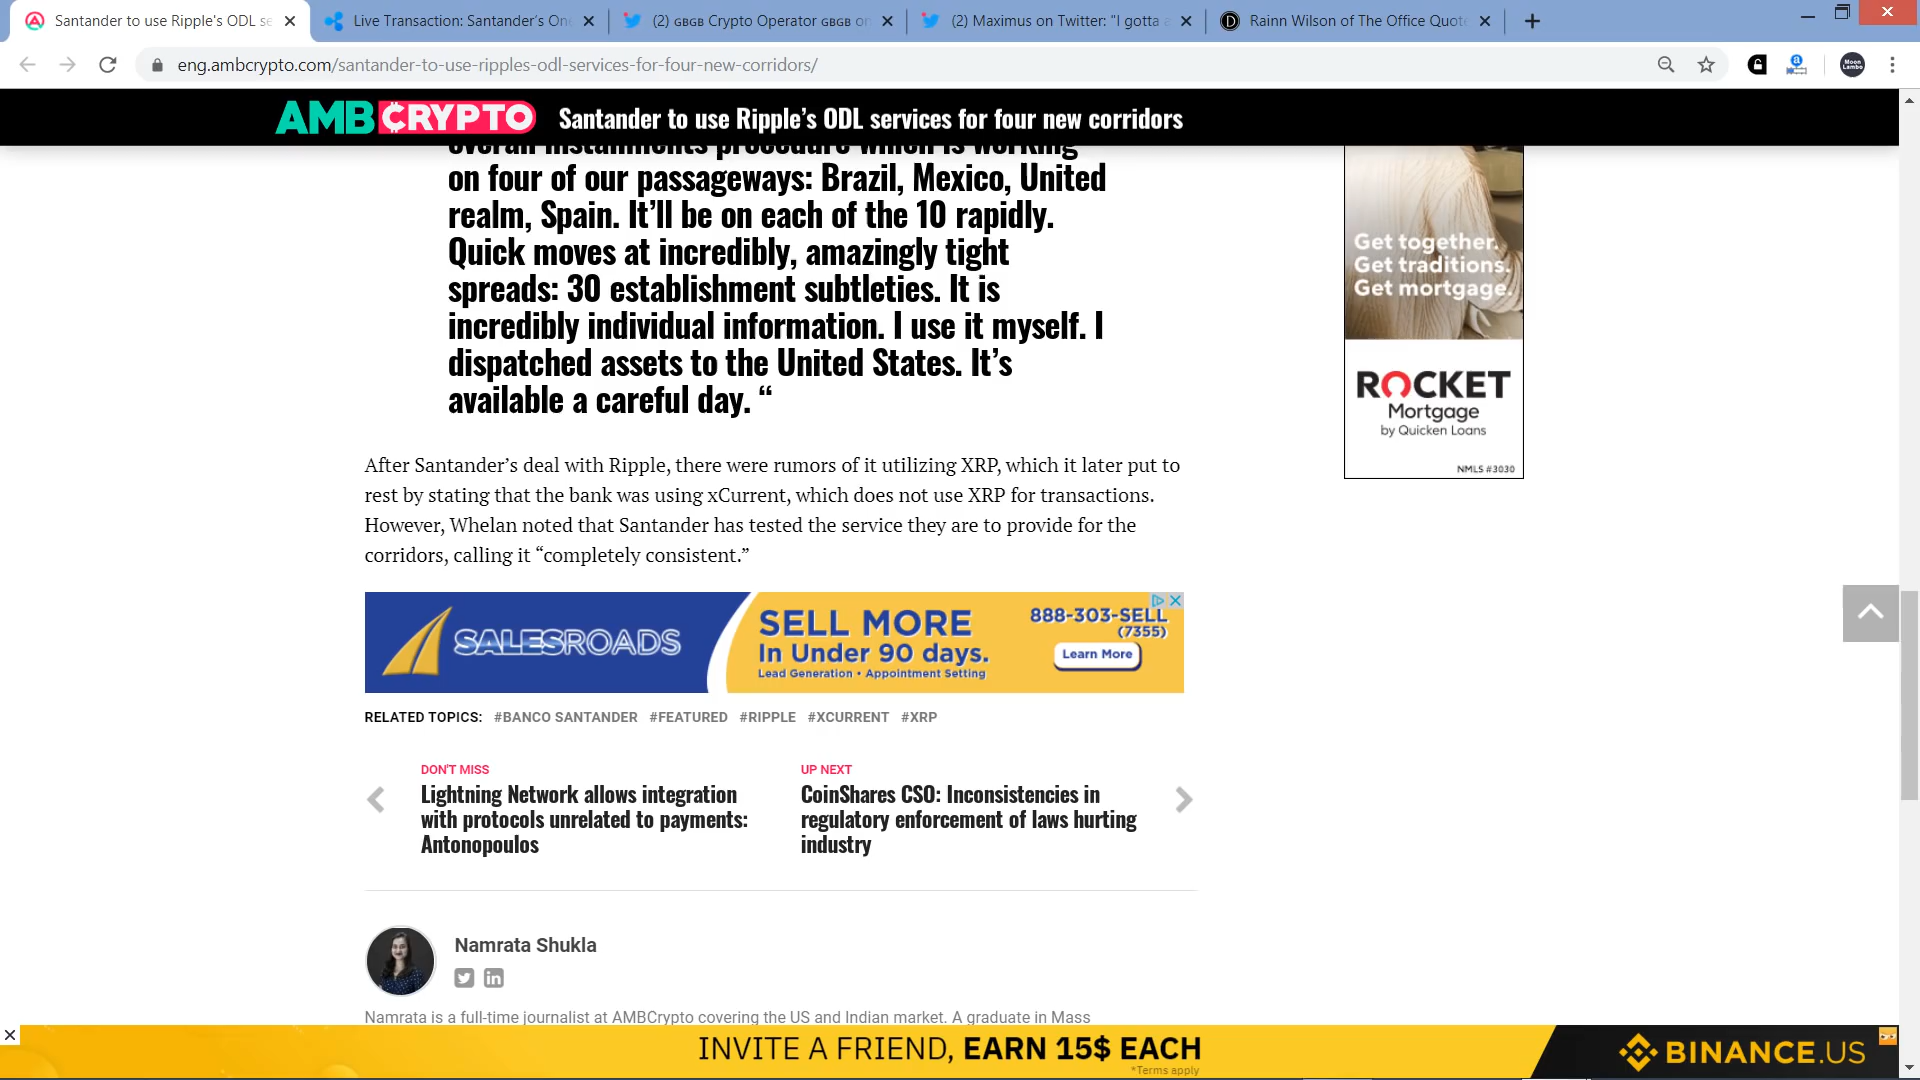 Santander to use Ripple's ODL se
Live Transaction: Santander's On
(2) GBGB Crypto Operator GBGB on
(2) Maximus on Twitter: "I gotta a
Rainn Wilson of The Office Quot
eng.ambcrypto.com/santander-to-use-ripples-odl-services-for-four-new-corridors/
Moon Lambo
AMBCRYPTO
Santander to use Ripple's ODL services for four new corridors
overall installments procedure which is working
on four of our passageways: Brazil, Mexico, United
realm, Spain. It'll be on each of the 10 rapidly.
Quick moves at incredibly, amazingly tight
spreads: 30 establishment subtleties. It is
incredibly individual information. I use it myself. I
dispatched assets to the United States. It's
available a careful day. “
Get together.
Get traditions.
Get mortgage.
ROCKET
Mortgage
by Quicken Loans
NMLS #3030
After Santander's deal with Ripple, there were rumors of it utilizing XRP, which it later put to
rest by stating that the bank was using xCurrent, which does not use XRP for transactions.
However, Whelan noted that Santander has tested the service they are to provide for the
corridors, calling it “completely consistent.”
SALESROADS
SELL MORE
In Under 90 days.
Lead Generation • Appointment Setting
888-303-SELL
(7355)
Learn More
RELATED TOPICS: #BANCO SANTANDER #FEATURED #RIPPLE #XCURRENT #XRP
DON'T MISS
Lightning Network allows integration
with protocols unrelated to payments:
Antonopoulos
UP NEXT
CoinShares CSO: Inconsistencies in
regulatory enforcement of laws hurting
industry
Namrata Shukla
Namrata is a full-time journalist at AMBCrypto covering the US and Indian market. A graduate in Mass
INVITE A FRIEND, EARN 15$ EACH
*Terms apply
BINANCE.US